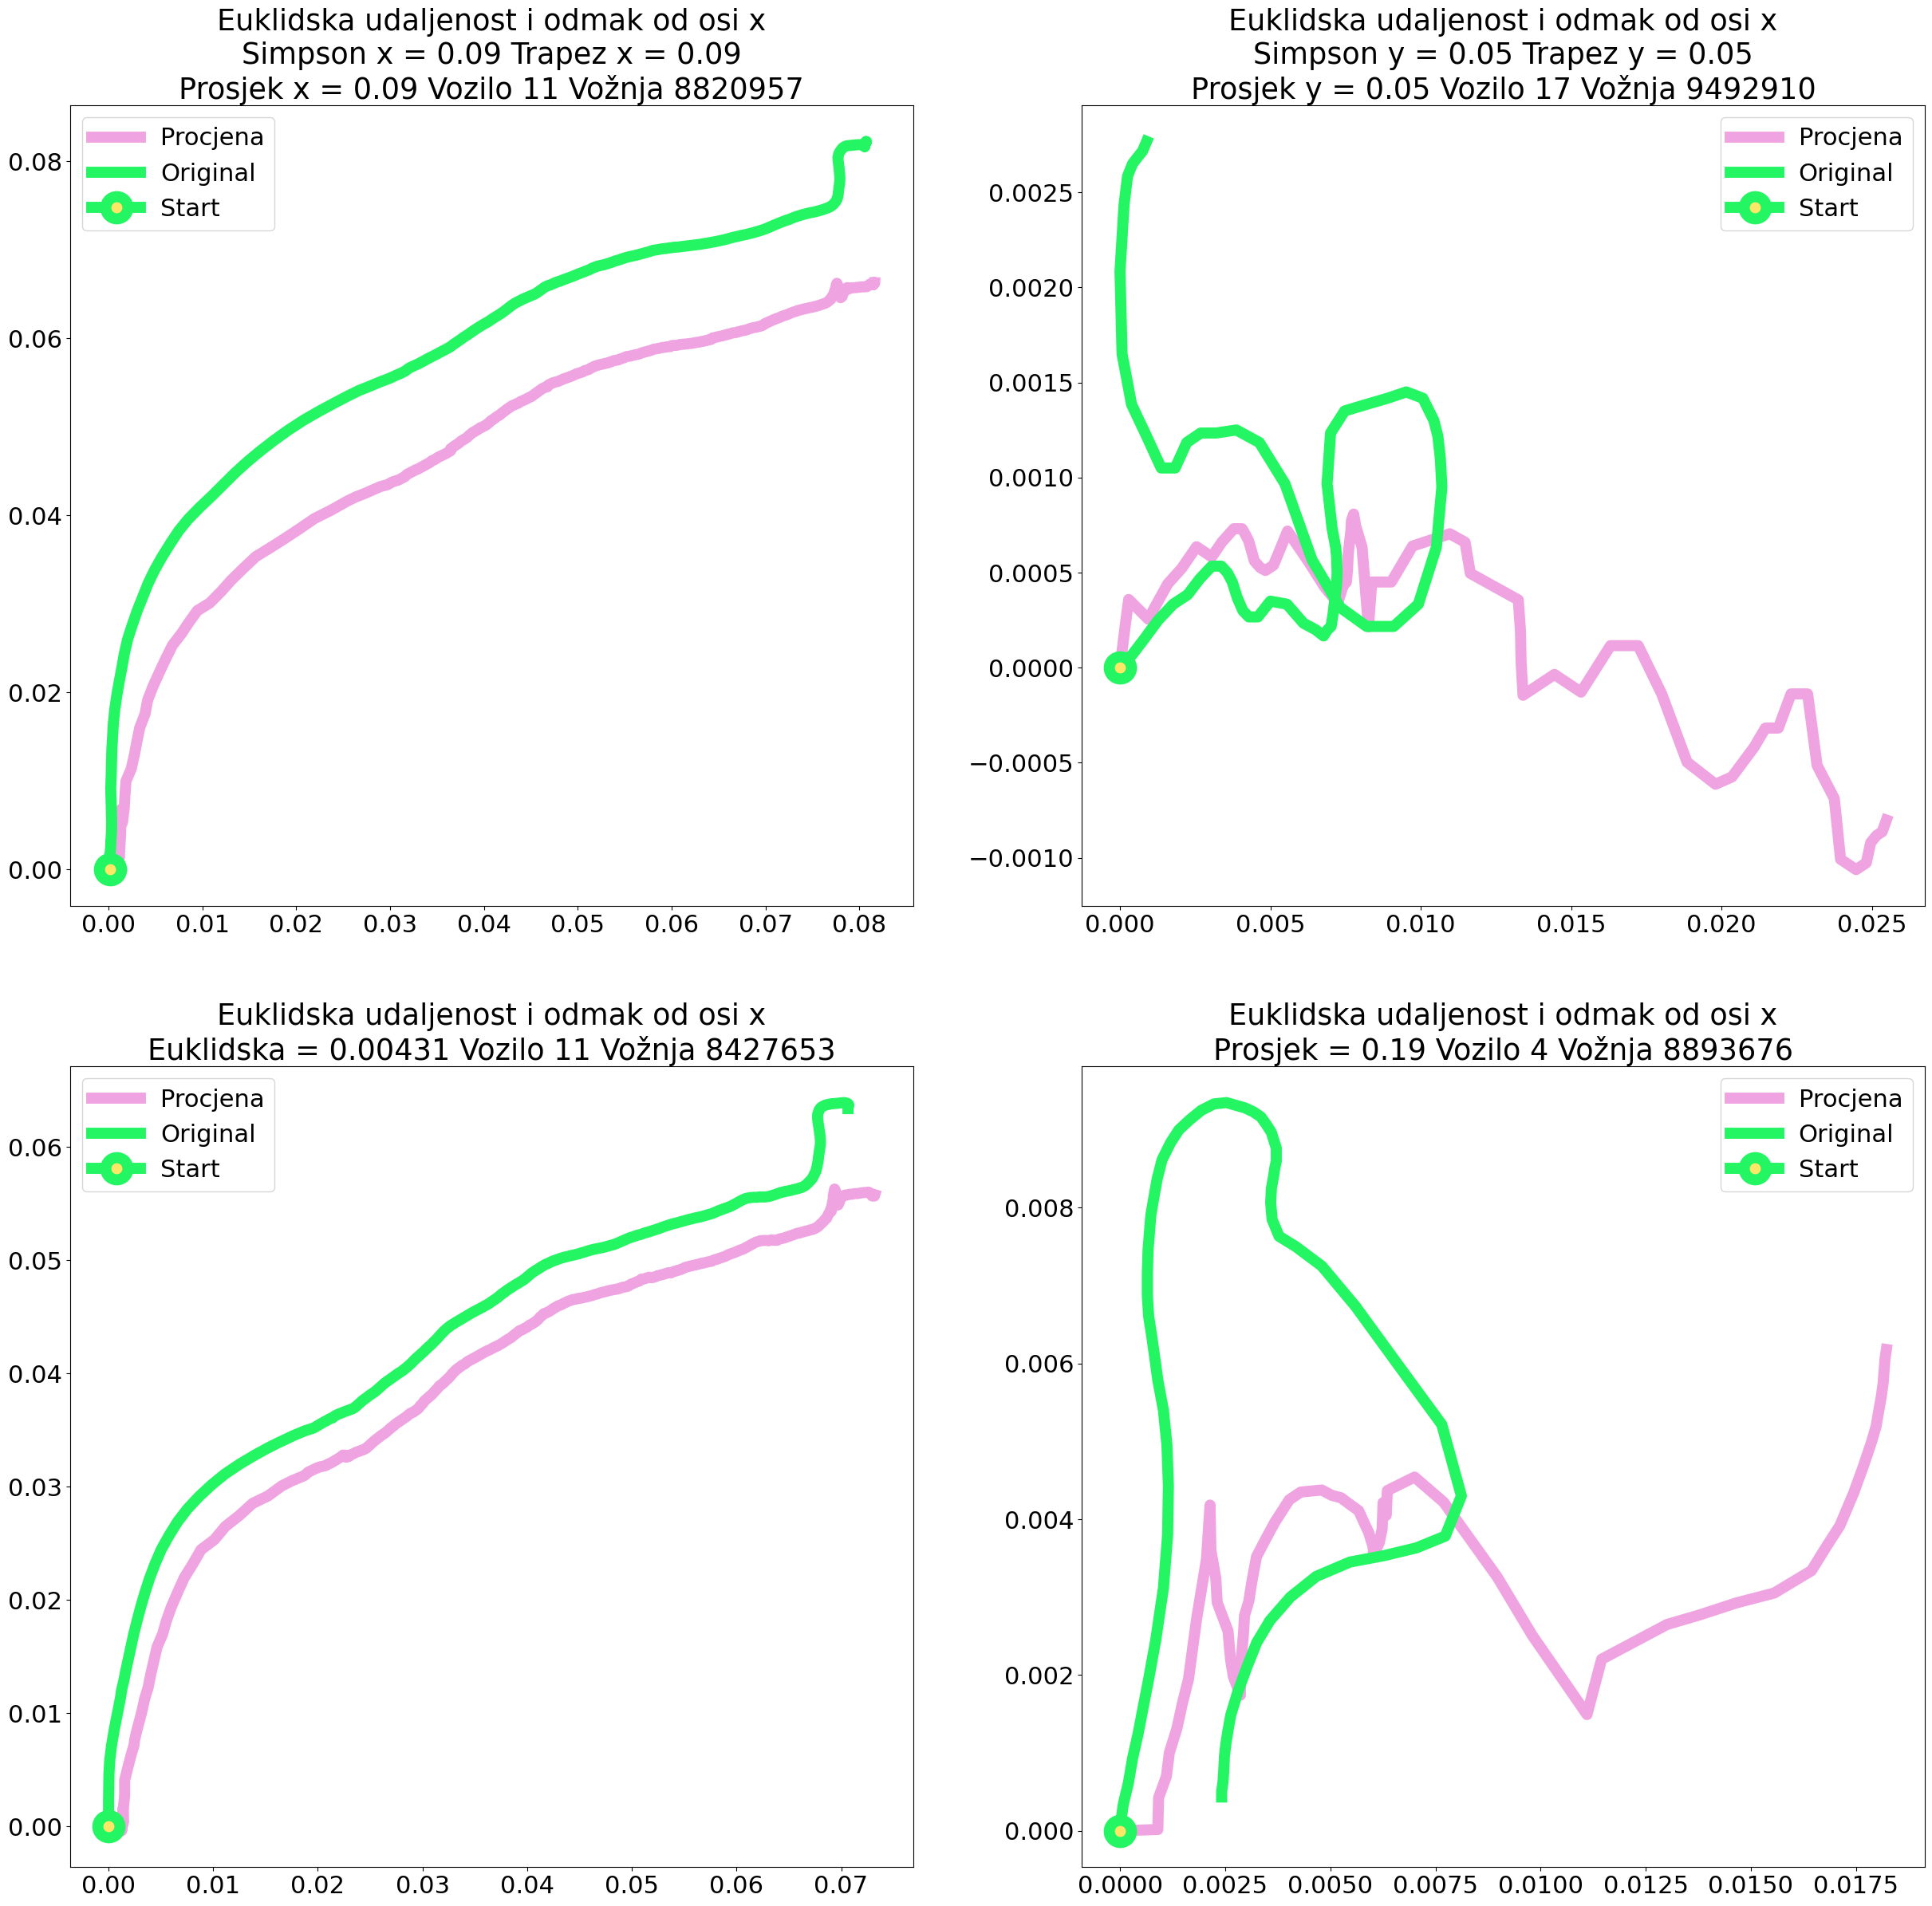 Euklidska udaljenost i odmak od osi x
Simpson x = 0.09 Trapez x = 0.09
Prosjek x = 0.09 Vozilo 11 Vožnja 8820957
Procjena
Original
Start
0.08
0.06
0.04
0.02
0.00
0.00 0.01 0.02 0.03 0.04 0.05 0.06 0.07 0.08
Euklidska udaljenost i odmak od osi x
Simpson y = 0.05 Trapez y = 0.05
Prosjek y = 0.05 Vozilo 17 Vožnja 9492910
Procjena
Original
Start
0.0025
0.0020
0.0015
0.0010
0.0005
0.0000
−0.0005
−0.0010
0.000 0.005 0.010 0.015 0.020 0.025
Euklidska udaljenost i odmak od osi x
Euklidska = 0.00431 Vozilo 11 Vožnja 8427653
Procjena
Original
Start
0.06
0.05
0.04
0.03
0.02
0.01
0.00
0.00 0.01 0.02 0.03 0.04 0.05 0.06 0.07
Euklidska udaljenost i odmak od osi x
Prosjek = 0.19 Vozilo 4 Vožnja 8893676
Procjena
Original
Start
0.008
0.006
0.004
0.002
0.000
0.0000 0.0025 0.0050 0.0075 0.0100 0.0125 0.0150 0.0175